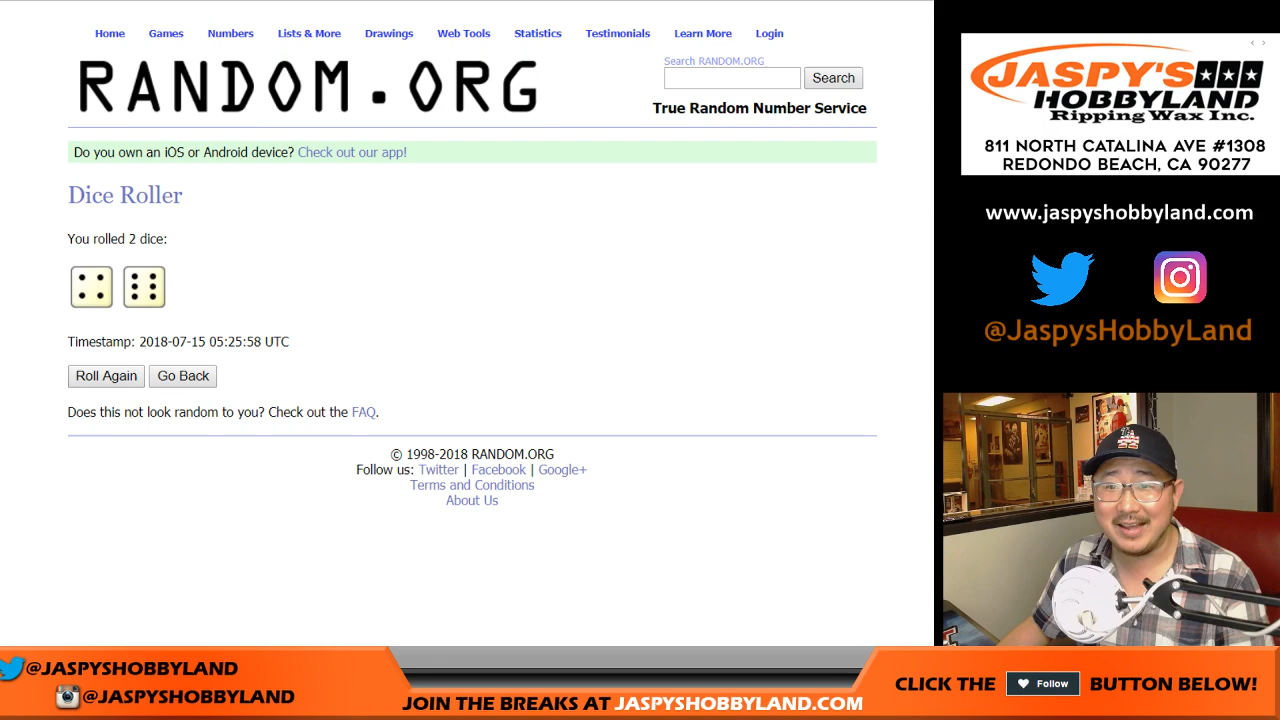 Home Games Numbers Lists & More Drawings Web Tools Statistics Testimonials Learn More Login
RANDOM.ORG
Search RANDOM.ORG
Search
True Random Number Service
Do you own an iOS or Android device? Check out our app!
Dice Roller
You rolled 2 dice:
Timestamp: 2018-07-15 05:25:58 UTC
Roll Again Go Back
Does this not look random to you? Check out the FAQ.
© 1998-2018 RANDOM.ORG
Follow us: Twitter | Facebook | Google+
Terms and Conditions
About Us
JASPY'S
HOBBYLAND
Ripping Wax Inc.
811 NORTH CATALINA AVE #1308
REDONDO BEACH, CA 90277
www.jaspyshobbyland.com
@JaspysHobbyLand
@JASPYSHOBBYLAND
@JASPYSHOBBYLAND
JOIN THE BREAKS AT JASPYSHOBBYLAND.COM
CLICK THE Follow BUTTON BELOW!